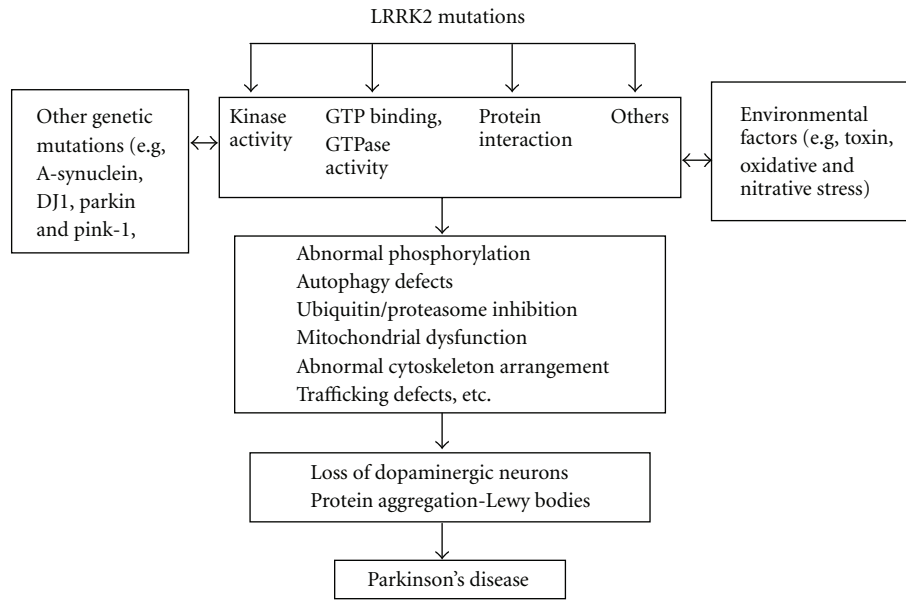 LRRK2 mutations
Other genetic
mutations (e.g,
A-synuclein,
DJ1, parkin
and pink-1,
Kinase
activity
GTP binding,
GTPase
activity
Protein
interaction
Others
Environmental
factors (e.g, toxin,
oxidative and
nitrative stress)
Abnormal phosphorylation
Autophagy defects
Ubiquitin/proteasome inhibition
Mitochondrial dysfunction
Abnormal cytoskeleton arrangement
Trafficking defects, etc.
Loss of dopaminergic neurons
Protein aggregation-Lewy bodies
Parkinson's disease